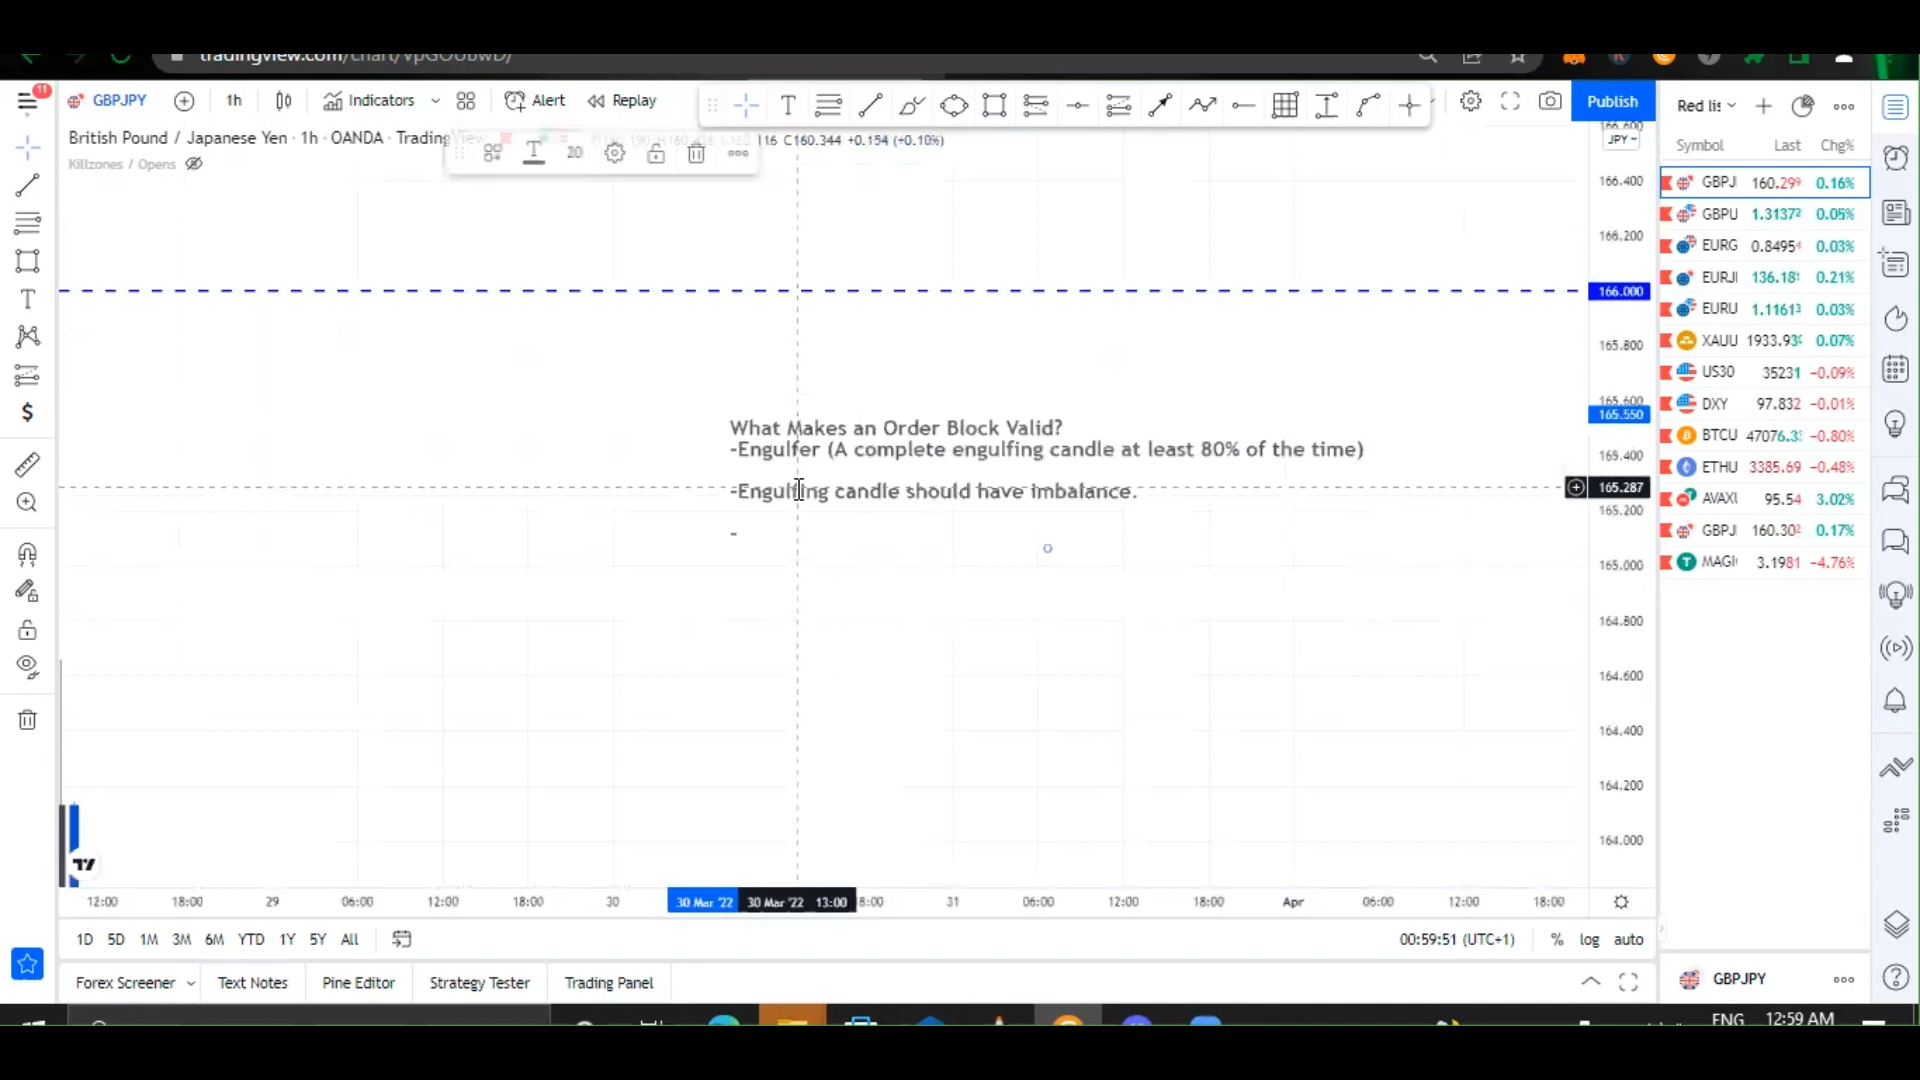 11
GBPJPY
1h
Indicators
Alert
Replay
Publish
British Pound / Japanese Yen · 1h · OANDA ·
C160.344 +0.154 (+0.10%)
Killzones / Opens
T
20
JPY
166.400
166.200
166.000
165.800
165.600
165.550
165.400
165.287
165.200
165.000
164.800
164.600
164.400
164.200
164.000
What Makes an Order Block Valid?
-Engulfer (A complete engulfing candle at least 80% of the time)
-Engulfing candle should have imbalance.
-
12:00
18:00
29
06:00
12:00
18:00
30
30 Mar '22
30 Mar '22 13:00
31
06:00
12:00
18:00
Apr
06:00
12:00
18:00
1D 5D 1M 3M 6M YTD 1Y 5Y All
00:59:51 (UTC+1)
% log auto
Forex Screener
Text Notes
Pine Editor
Strategy Tester
Trading Panel
Symbol Last Chg%
GBPJ 160.29⁹ 0.16%
GBPU 1.3137² 0.05%
EURG 0.8495⁴ 0.03%
136.18¹ 0.21%
EURU 1.1161³ 0.03%
XAUU 0.07%
US30 35231 −0.09%
DXY 97.832 −0.01%
BTCU −0.80%
ETHU 3385.69 −0.48%
95.54 3.02%
GBPJ 160.30² 0.17%
3.1981 −4.76%
GBPJPY
ENG 12:59 AM